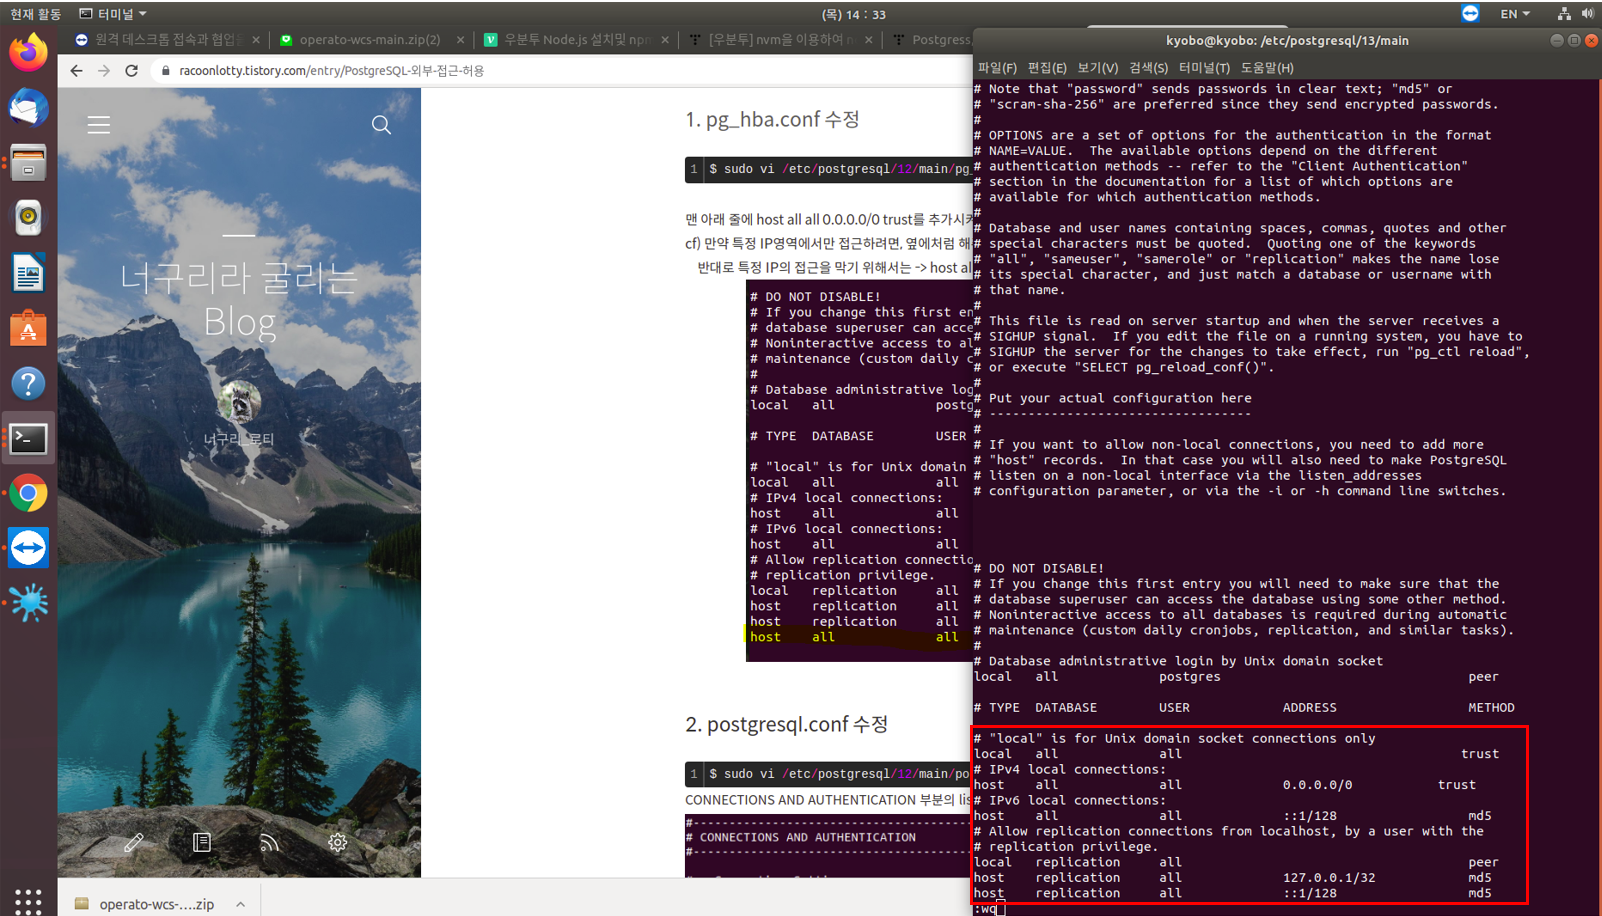 현재 활동
터미널
(목) 14 : 33
EN
원격 데스크톱 접속과 협업을
operato-wcs-main.zip(2)
우분투 Node.js 설치및 npm
[우분투] nvm을 이용하여
Postgres
racoonlotty.tistory.com/entry/PostgreSQL-외부-접근-허용
너구리라 굴리는
Blog
너구리_로티
1. pg_hba.conf 수정
1 $ sudo vi /etc/postgresql/12/main/pg_
맨 아래 줄에 host all all 0.0.0.0/0 trust를 추가시켜
cf) 만약 특정 IP영역에서만 접근하려면, 옆에처럼 해
반대로 특정 IP의 접근을 막기 위해서는 -> host al
# DO NOT DISABLE!
# If you change this first en
# database superuser can acce
# Noninteractive access to al
# maintenance (custom daily c
#
# Database administrative log
local all postg
# TYPE DATABASE USER
# "local" is for Unix domain
local all all
# IPv4 local connections:
host all all
# IPv6 local connections:
host all all
# Allow replication connectio
# replication privilege.
local replication all
host replication all
host replication all
host all all
2. postgresql.conf 수정
1 $ sudo vi /etc/postgresql/12/main/po
CONNECTIONS AND AUTHENTICATION 부분의 lis
#---------------------------------------
# CONNECTIONS AND AUTHENTICATION
#---------------------------------------
operato-wcs-....zip
kyobo@kyobo: /etc/postgresql/13/main
파일(F) 편집(E) 보기(V) 검색(S) 터미널(T) 도움말(H)
# Note that "password" sends passwords in clear text; "md5" or
# "scram-sha-256" are preferred since they send encrypted passwords.
#
# OPTIONS are a set of options for the authentication in the format
# NAME=VALUE.  The available options depend on the different
# authentication methods -- refer to the "Client Authentication"
# section in the documentation for a list of which options are
# available for which authentication methods.
#
# Database and user names containing spaces, commas, quotes and other
# special characters must be quoted.  Quoting one of the keywords
# "all", "sameuser", "samerole" or "replication" makes the name lose
# its special character, and just match a database or username with
# that name.
#
# This file is read on server startup and when the server receives a
# SIGHUP signal.  If you edit the file on a running system, you have to
# SIGHUP the server for the changes to take effect, run "pg_ctl reload",
# or execute "SELECT pg_reload_conf()".
#
# Put your actual configuration here
# ----------------------------------
#
# If you want to allow non-local connections, you need to add more
# "host" records.  In that case you will also need to make PostgreSQL
# listen on a non-local interface via the listen_addresses
# configuration parameter, or via the -i or -h command line switches.
# DO NOT DISABLE!
# If you change this first entry you will need to make sure that the
# database superuser can access the database using some other method.
# Noninteractive access to all databases is required during automatic
# maintenance (custom daily cronjobs, replication, and similar tasks).
#
# Database administrative login by Unix domain socket
local all postgres peer
# TYPE DATABASE USER ADDRESS METHOD
# "local" is for Unix domain socket connections only
local all all trust
# IPv4 local connections:
host all all 0.0.0.0/0 trust
# IPv6 local connections:
host all all ::1/128 md5
# Allow replication connections from localhost, by a user with the
# replication privilege.
local replication all peer
host replication all 127.0.0.1/32 md5
host replication all ::1/128 md5
:wq